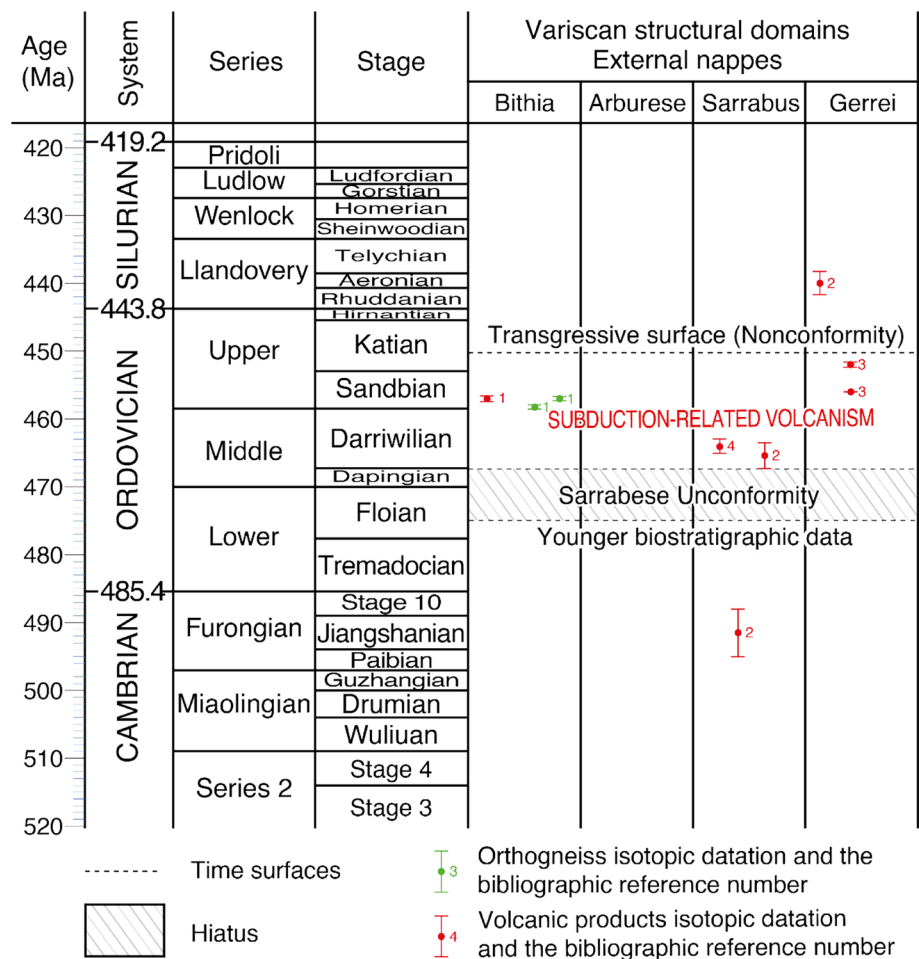 Age
(Ma)
System
Series
Stage
Variscan structural domains
External nappes
Bithia
Arburese
Sarrabus
Gerrei
420
430
440
450
460
470
480
490
500
510
520
419.2
SILURIAN
443.8
ORDOVICIAN
485.4
CAMBRIAN
Pridoli
Ludlow
Wenlock
Llandovery
Upper
Middle
Lower
Furongian
Miaolingian
Series 2
Ludfordian
Gorstian
Homerian
Sheinwoodian
Telychian
Aeronian
Rhuddanian
Hirnantian
Katian
Sandbian
Darriwilian
Dapingian
Floian
Tremadocian
Stage 10
Jiangshanian
Paibian
Guzhangian
Drumian
Wuliuan
Stage 4
Stage 3
2
Transgressive surface (Nonconformity)
3
1
1
1
3
SUBDUCTION-RELATED VOLCANISM
4
2
Sarrabese Unconformity
Younger biostratigraphic data
2
Time surfaces
Hiatus
3
Orthogneiss isotopic datation and the
bibliographic reference number
4
Volcanic products isotopic datation
and the bibliographic reference number